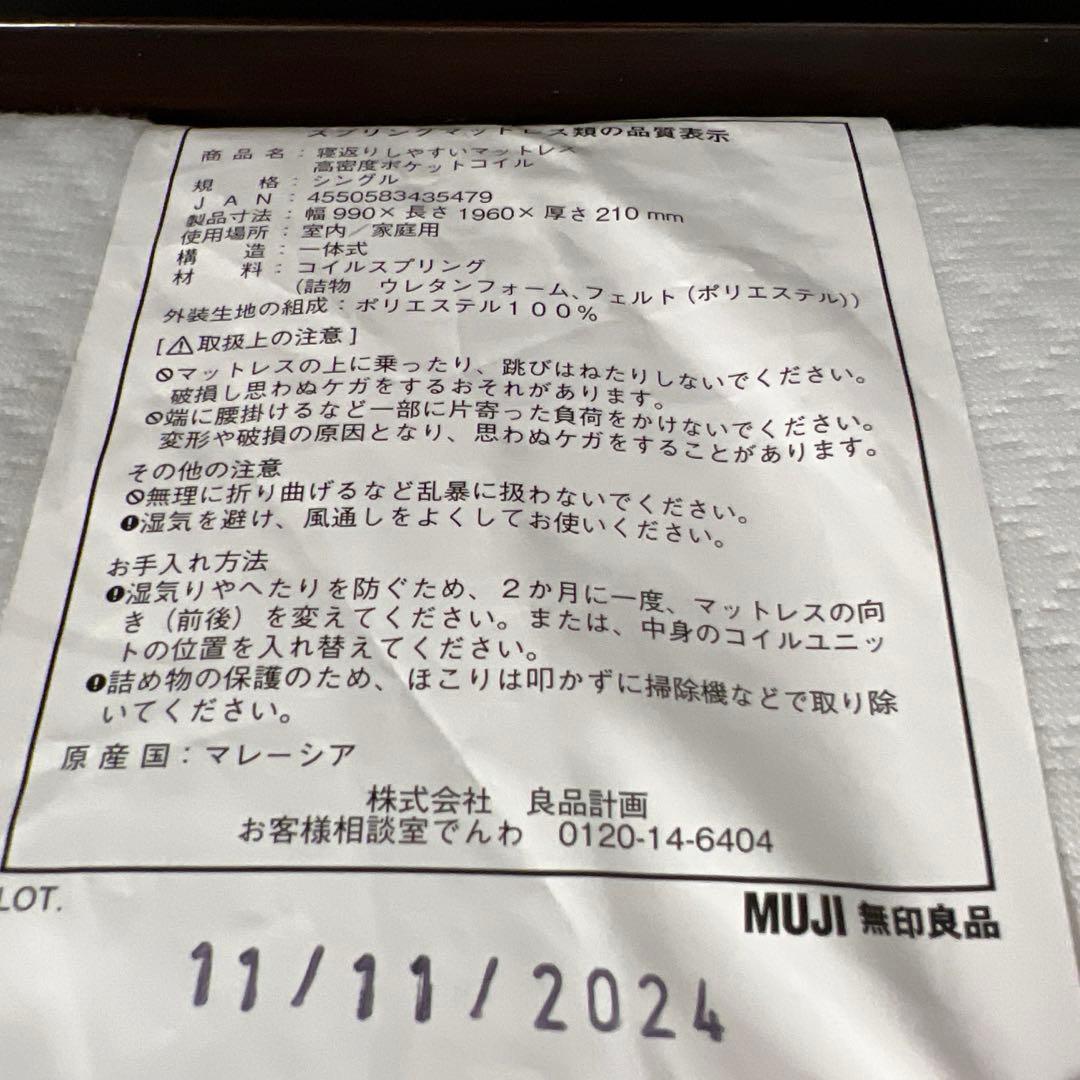 スプリングマットレス類の品質表示
商品名：寝返りしやすいマットレス
高密度ポケットコイル
規格：シングル
JAN：4550583435479
製品寸法：幅990×長さ1960×厚さ210mm
使用場所：室内／家庭用
構造：一体式
材料：コイルスプリング
(詰物　ウレタンフォーム、フェルト(ポリエステル))
外装生地の組成：ポリエステル100％
[⚠取扱上の注意]
🛇マットレスの上に乗ったり、跳びはねたりしないでください。
破損し思わぬケガをするおそれがあります。
🛇端に腰掛けるなど一部に片寄った負荷をかけないでください。
変形や破損の原因となり、思わぬケガをすることがあります。
その他の注意
🛇無理に折り曲げるなど乱暴に扱わないでください。
❗湿気を避け、風通しをよくしてお使いください。
お手入れ方法
❗湿気りやへたりを防ぐため、2か月に一度、マットレスの向
き（前後）を変えてください。または、中身のコイルユニッ
トの位置を入れ替えてください。
❗詰め物の保護のため、ほこりは叩かずに掃除機などで取り除
いてください。
原産国：マレーシア
株式会社　良品計画
お客様相談室でんわ　0120-14-6404
LOT.
MUJI 無印良品
11/11/2024